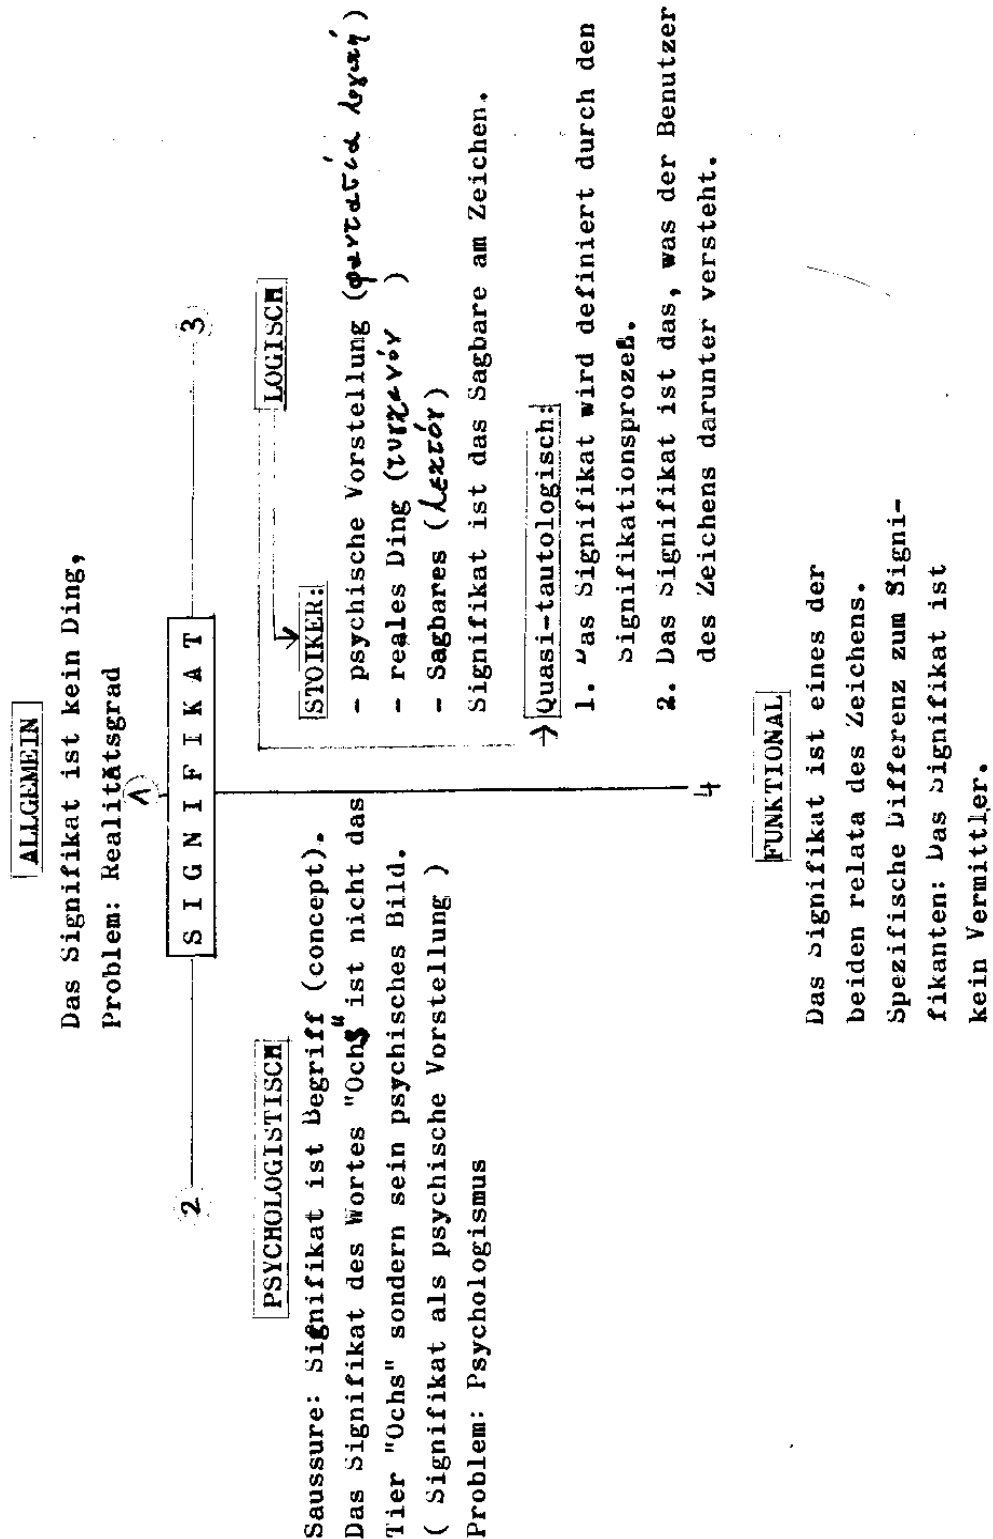 ALLGEMEIN
Das Signifikat ist kein Ding,
Problem: Realitätsgrad
1
S I G N I F I K A T
2
PSYCHOLOGISTISCH
Saussure: Signifikat ist Begriff (concept).
Das Signifikat des Wortes "Ochs" ist nicht das
Tier "Ochs" sondern sein psychisches Bild.
( Signifikat als psychische Vorstellung )
Problem: Psychologismus
3
LOGISCH
STOIKER:
- psychische Vorstellung (φαντασία λογική)
- reales Ding (τυγχανόν )
- Sagbares (λεκτόν)
Signifikat ist das Sagbare am Zeichen.
Quasi-tautologisch:
1. Das Signifikat wird definiert durch den
Signifikationsprozeß.
2. Das Signifikat ist das, was der Benutzer
des Zeichens darunter versteht.
4
FUNKTIONAL
Das Signifikat ist eines der
beiden relata des Zeichens.
Spezifische Differenz zum Signi-
fikanten: Das Signifikat ist
kein Vermittler.